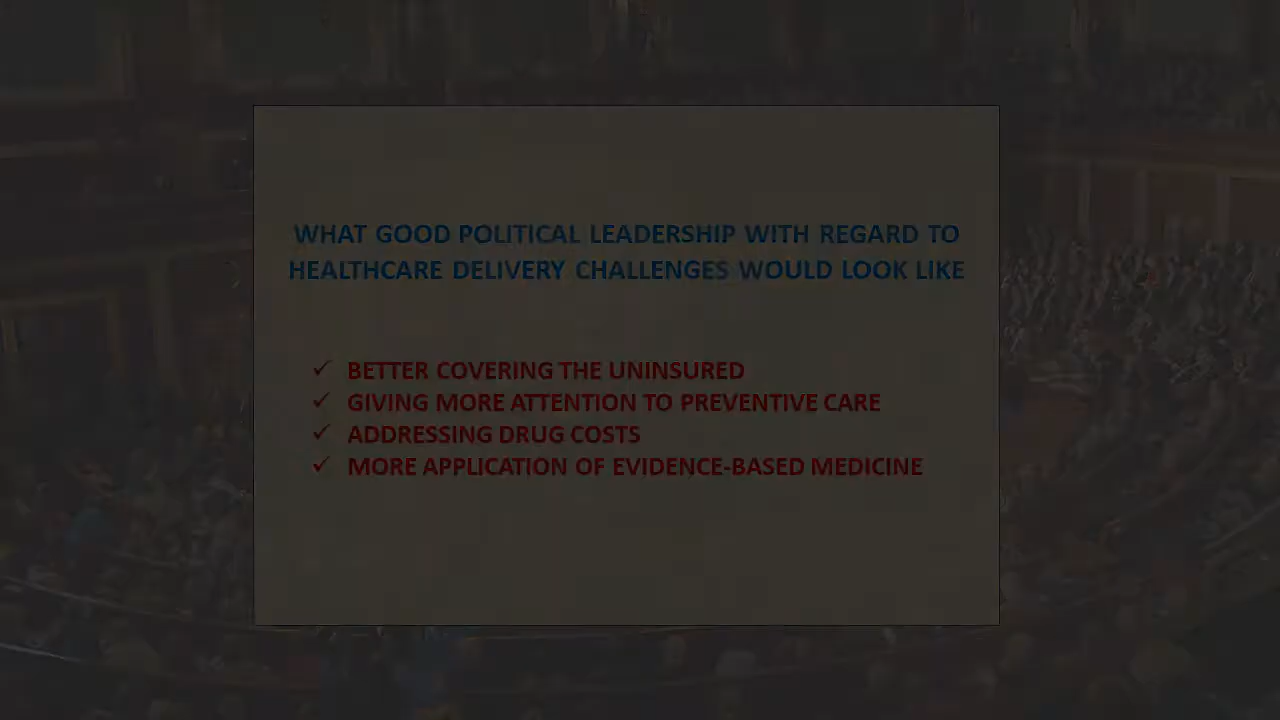 WHAT GOOD POLITICAL LEADERSHIP WITH REGARD TO
HEALTHCARE DELIVERY CHALLENGES WOULD LOOK LIKE
✓ BETTER COVERING THE UNINSURED
✓ GIVING MORE ATTENTION TO PREVENTIVE CARE
✓ ADDRESSING DRUG COSTS
✓ MORE APPLICATION OF EVIDENCE-BASED MEDICINE